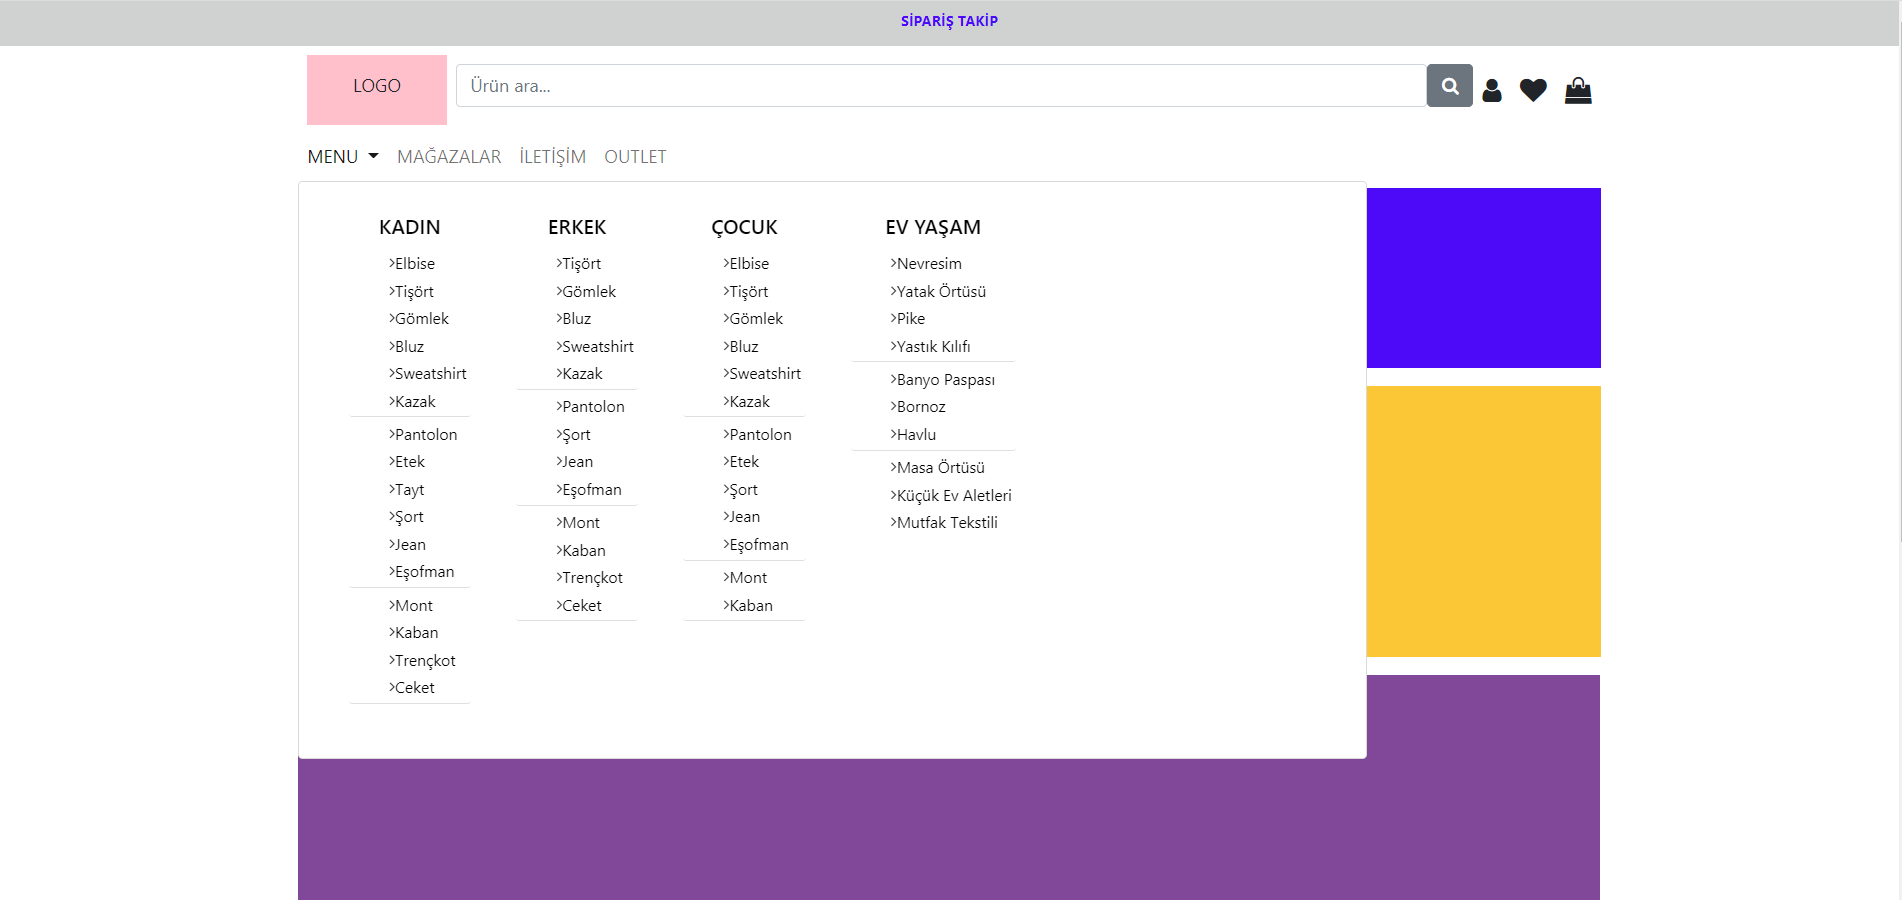 SİPARİŞ TAKİP
LOGO
Ürün ara...
MENU
MAĞAZALAR
İLETİŞİM
OUTLET
KADIN
Elbise
Tişört
Gömlek
Bluz
Sweatshirt
Kazak
Pantolon
Etek
Tayt
Şort
Jean
Eşofman
Mont
Kaban
Trençkot
Ceket
ERKEK
Tişört
Gömlek
Bluz
Sweatshirt
Kazak
Pantolon
Şort
Jean
Eşofman
Mont
Kaban
Trençkot
Ceket
ÇOCUK
Elbise
Tişört
Gömlek
Bluz
Sweatshirt
Kazak
Pantolon
Etek
Şort
Jean
Eşofman
Mont
Kaban
EV YAŞAM
Nevresim
Yatak Örtüsü
Pike
Yastık Kılıfı
Banyo Paspası
Bornoz
Havlu
Masa Örtüsü
Küçük Ev Aletleri
Mutfak Tekstili